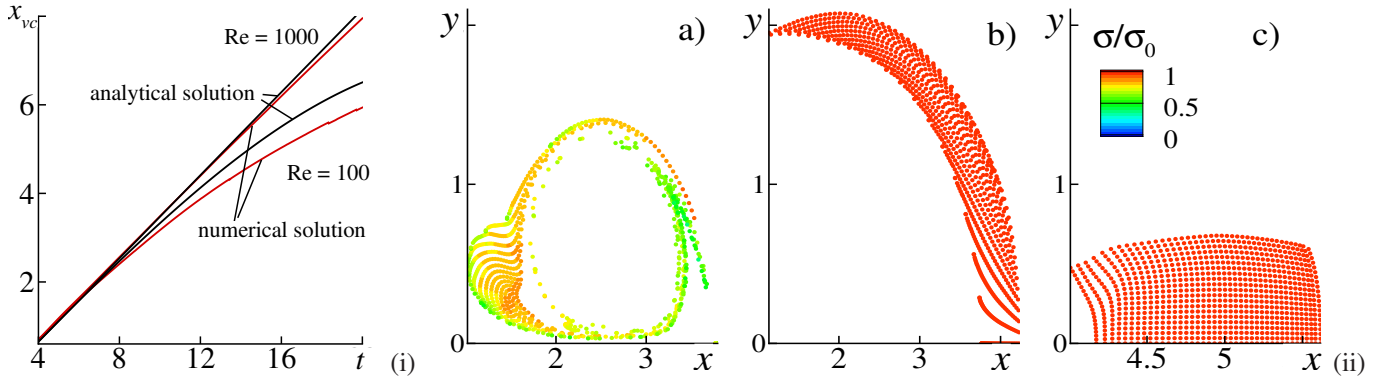 x_vc
Re = 1000
analytical solution
Re = 100
numerical solution
6
4
2
4
8
12
16
t
(i)
y
a)
1
0
2
3
x
y
b)
1
0
2
3
x
y
σ/σ₀
c)
1
0.5
0
1
0
4.5
5
x
(ii)